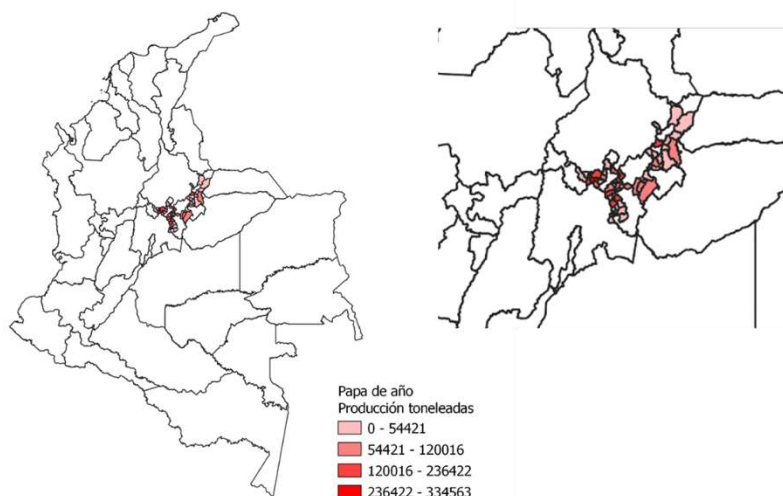 Papa de año
Producción toneleadas
0 - 54421
54421 - 120016
120016 - 236422
236422 - 334563